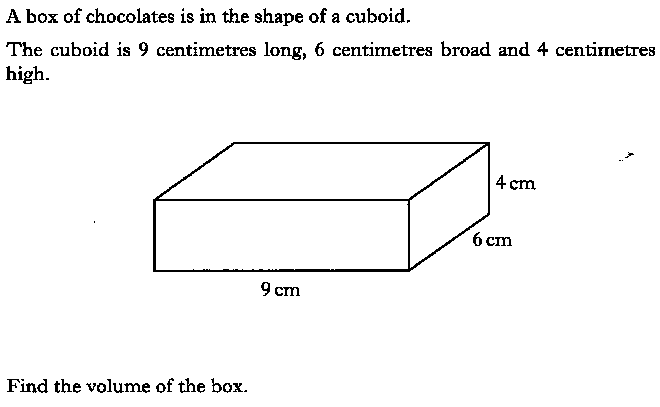 A box of chocolates is in the shape of a cuboid.
The cuboid is 9 centimetres long, 6 centimetres broad and 4 centimetres
high.
4 cm
6 cm
9 cm
Find the volume of the box.